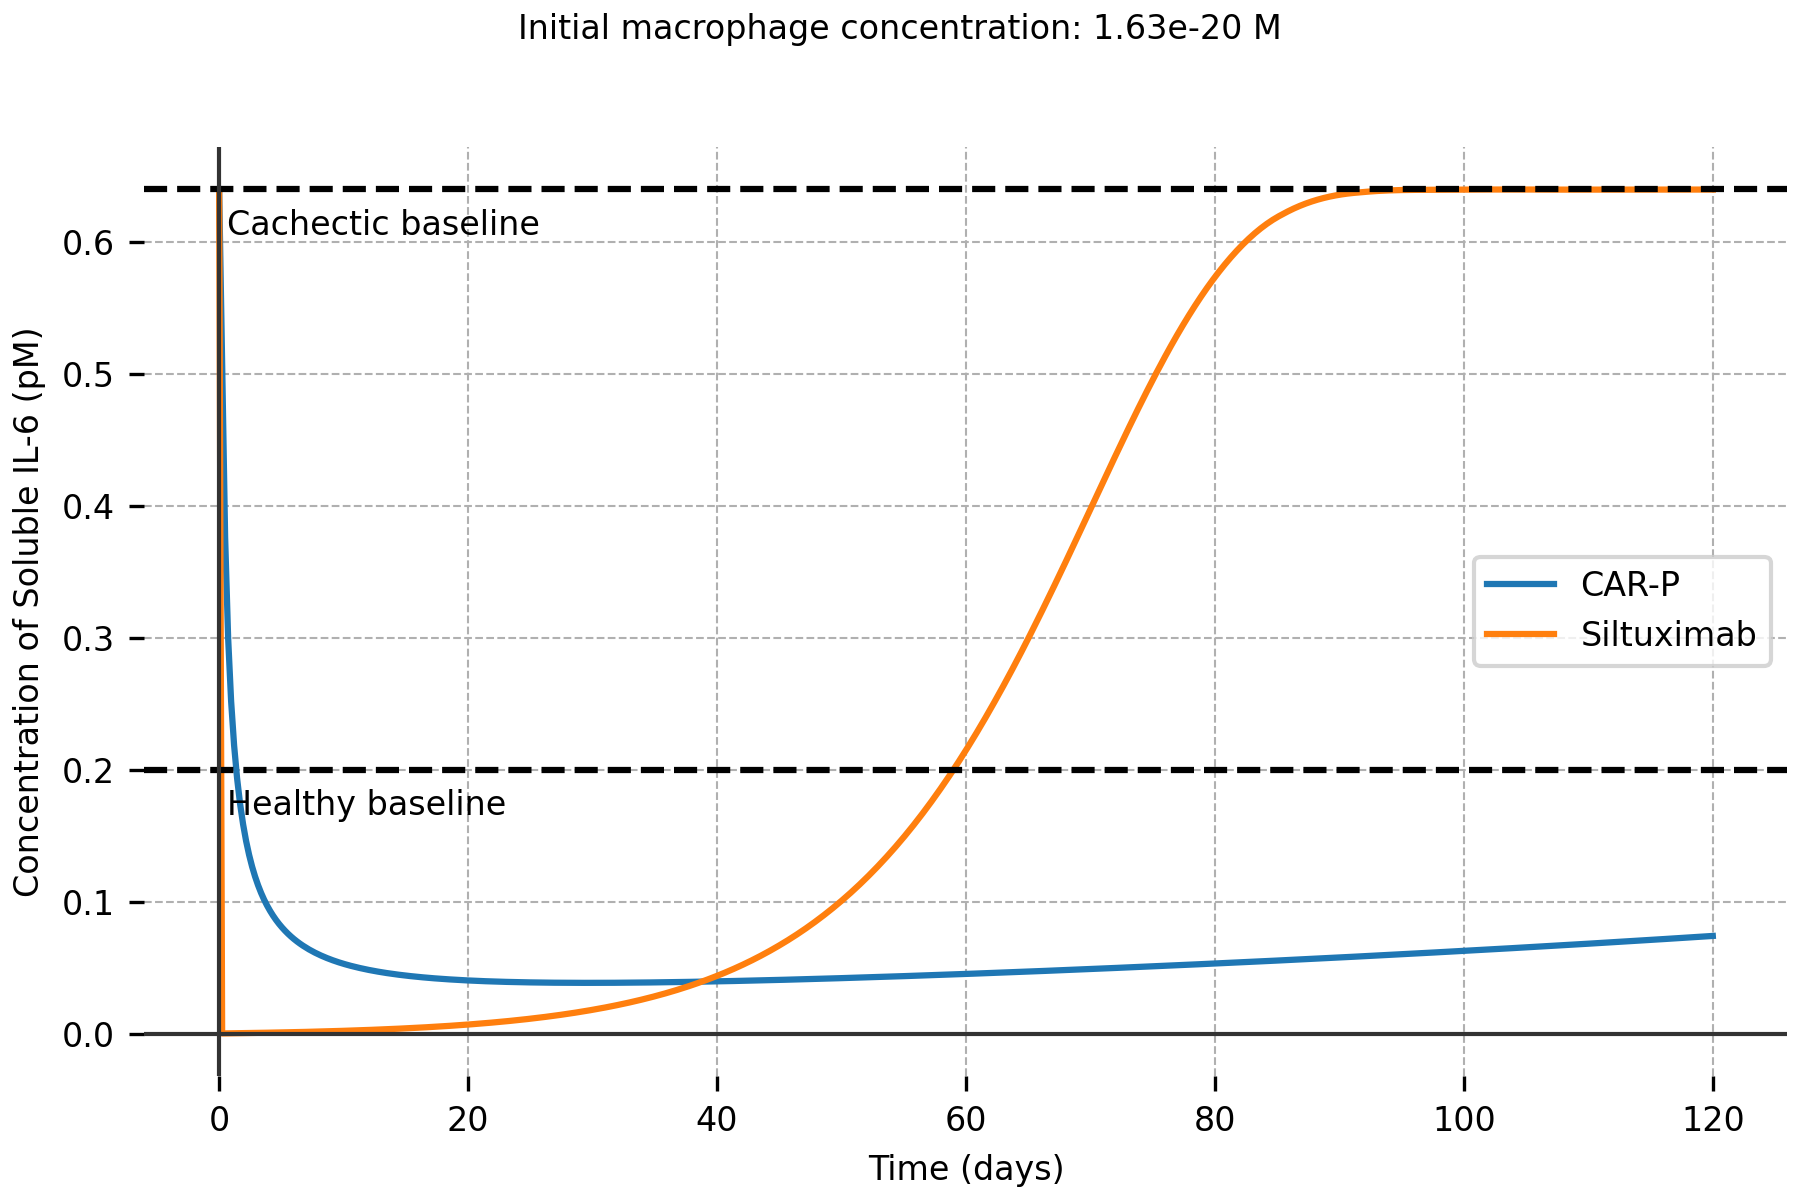 Initial macrophage concentration: 1.63e-20 M
Concentration of Soluble IL-6 (pM)
0.6
0.5
0.4
0.3
0.2
0.1
0.0
Cachectic baseline
Healthy baseline
CAR-P
Siltuximab
0 20 40 60 80 100 120
Time (days)